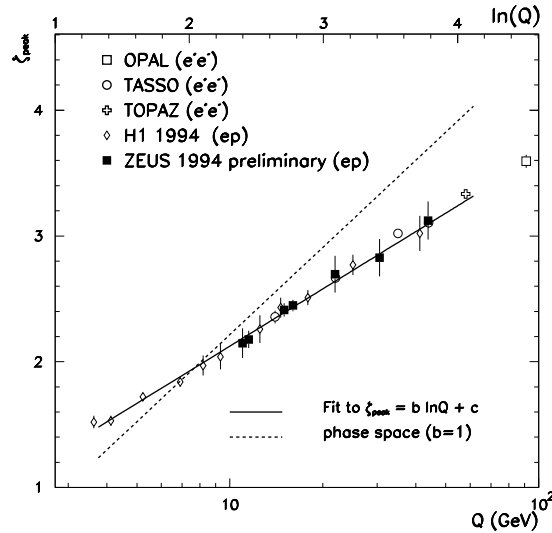 1 2 3 4 ln(Q)
ζpeak
OPAL (e⁺e⁻)
TASSO (e⁺e⁻)
TOPAZ (e⁺e⁻)
H1 1994 (ep)
ZEUS 1994 preliminary (ep)
4
3
2
1
Fit to ζpeak = b lnQ + c
phase space (b=1)
10 10²
Q (GeV)